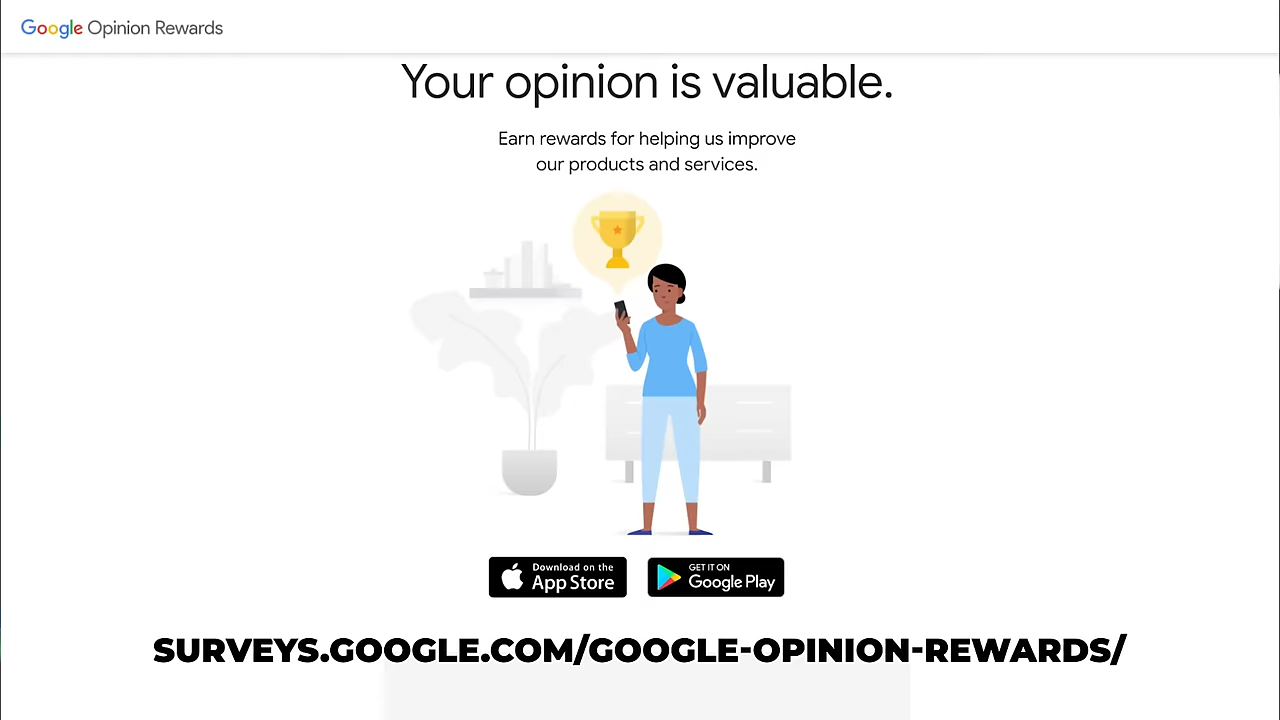 Google Opinion Rewards
Your opinion is valuable.
Earn rewards for helping us improve
our products and services.
Download on the
App Store
GET IT ON
Google Play
SURVEYS.GOOGLE.COM/GOOGLE-OPINION-REWARDS/